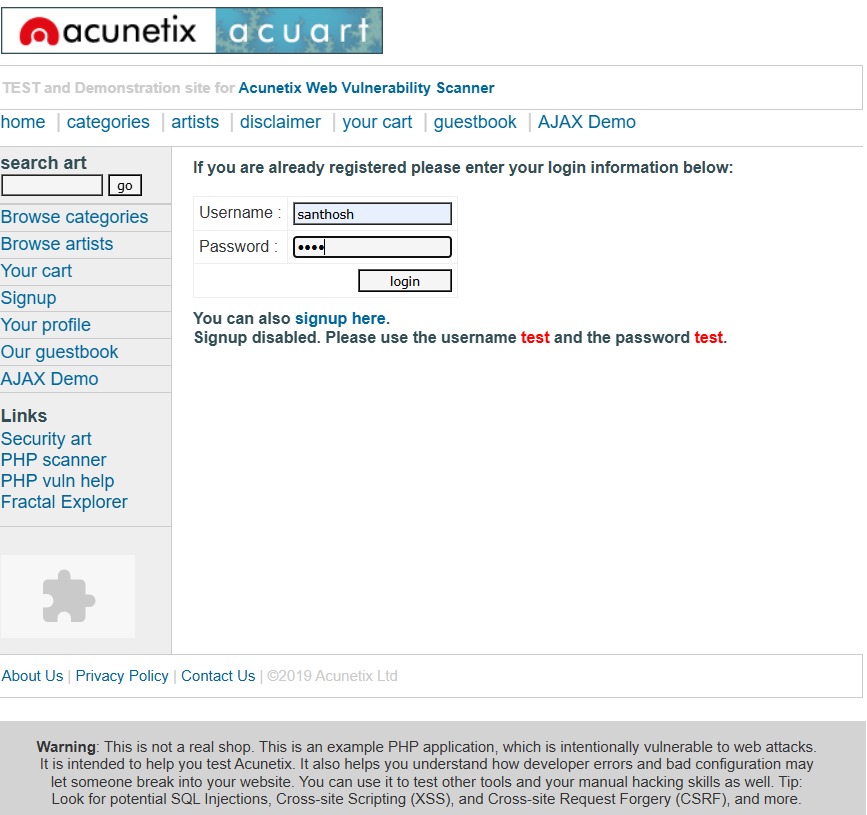 acunetix acuart
TEST and Demonstration site for Acunetix Web Vulnerability Scanner
home | categories | artists | disclaimer | your cart | guestbook | AJAX Demo
search art
go
Browse categories
Browse artists
Your cart
Signup
Your profile
Our guestbook
AJAX Demo
Links
Security art
PHP scanner
PHP vuln help
Fractal Explorer
If you are already registered please enter your login information below:
Username : santhosh
Password : ••••
login
You can also signup here.
Signup disabled. Please use the username test and the password test.
About Us | Privacy Policy | Contact Us | ©2019 Acunetix Ltd
Warning: This is not a real shop. This is an example PHP application, which is intentionally vulnerable to web attacks.
It is intended to help you test Acunetix. It also helps you understand how developer errors and bad configuration may
let someone break into your website. You can use it to test other tools and your manual hacking skills as well. Tip:
Look for potential SQL Injections, Cross-site Scripting (XSS), and Cross-site Request Forgery (CSRF), and more.